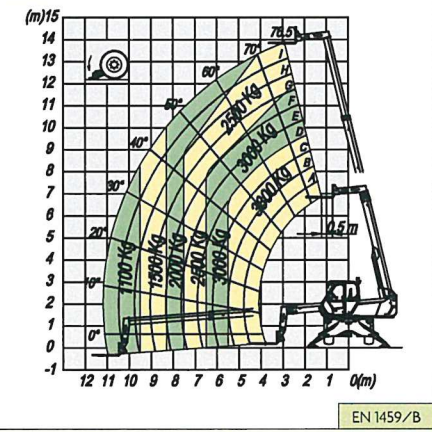 (m)15
14
13
12
11
10
9
8
7
6
5
4
3
2
1
0
-1
12 11 10 9 8 7 6 5 4 3 2 1 0(m)
76.5°
70°
60°
50°
40°
30°
20°
10°
0°
I
H
G
F
E
D
C
B
A
2500 Kg
3000 Kg
3800 Kg
0.5 m
1100 Kg
1500 Kg
2000 Kg
2500 Kg
3000 Kg
EN 1459/B